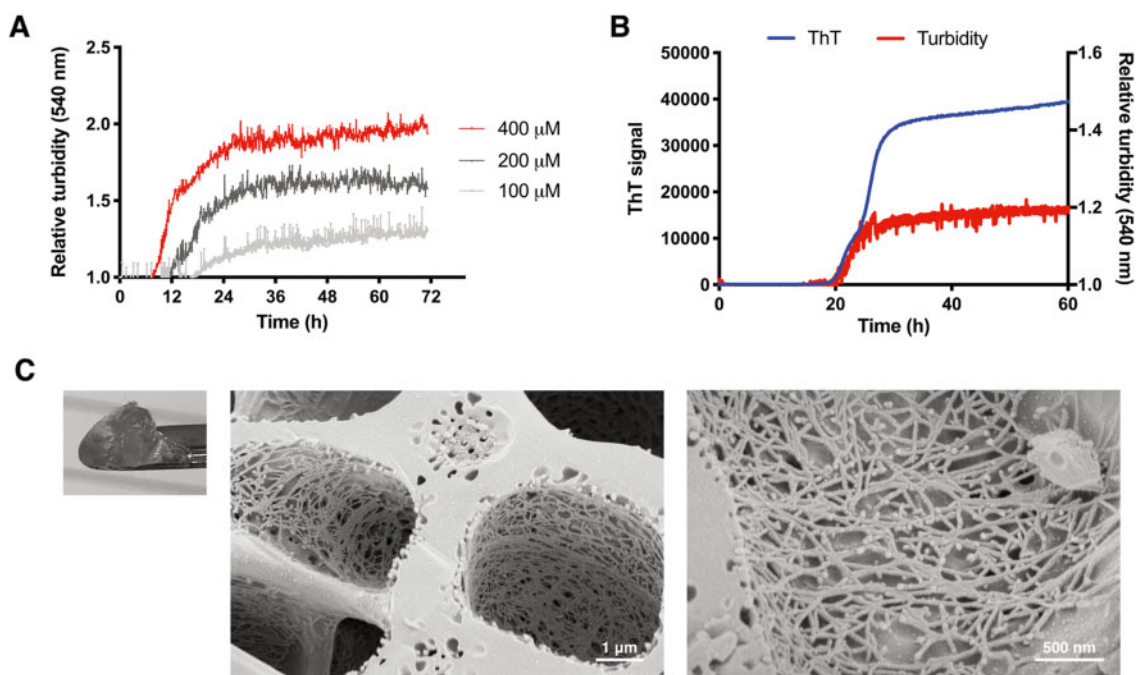 A
Relative turbidity (540 nm)
2.5
2.0
1.5
1.0
0 12 24 36 48 60 72
Time (h)
400 µM
200 µM
100 µM
B
ThT Turbidity
ThT signal
50000
40000
30000
20000
10000
0
0 20 40 60
Time (h)
1.6
1.4
1.2
1.0
Relative turbidity (540 nm)
C
1 µm
500 nm